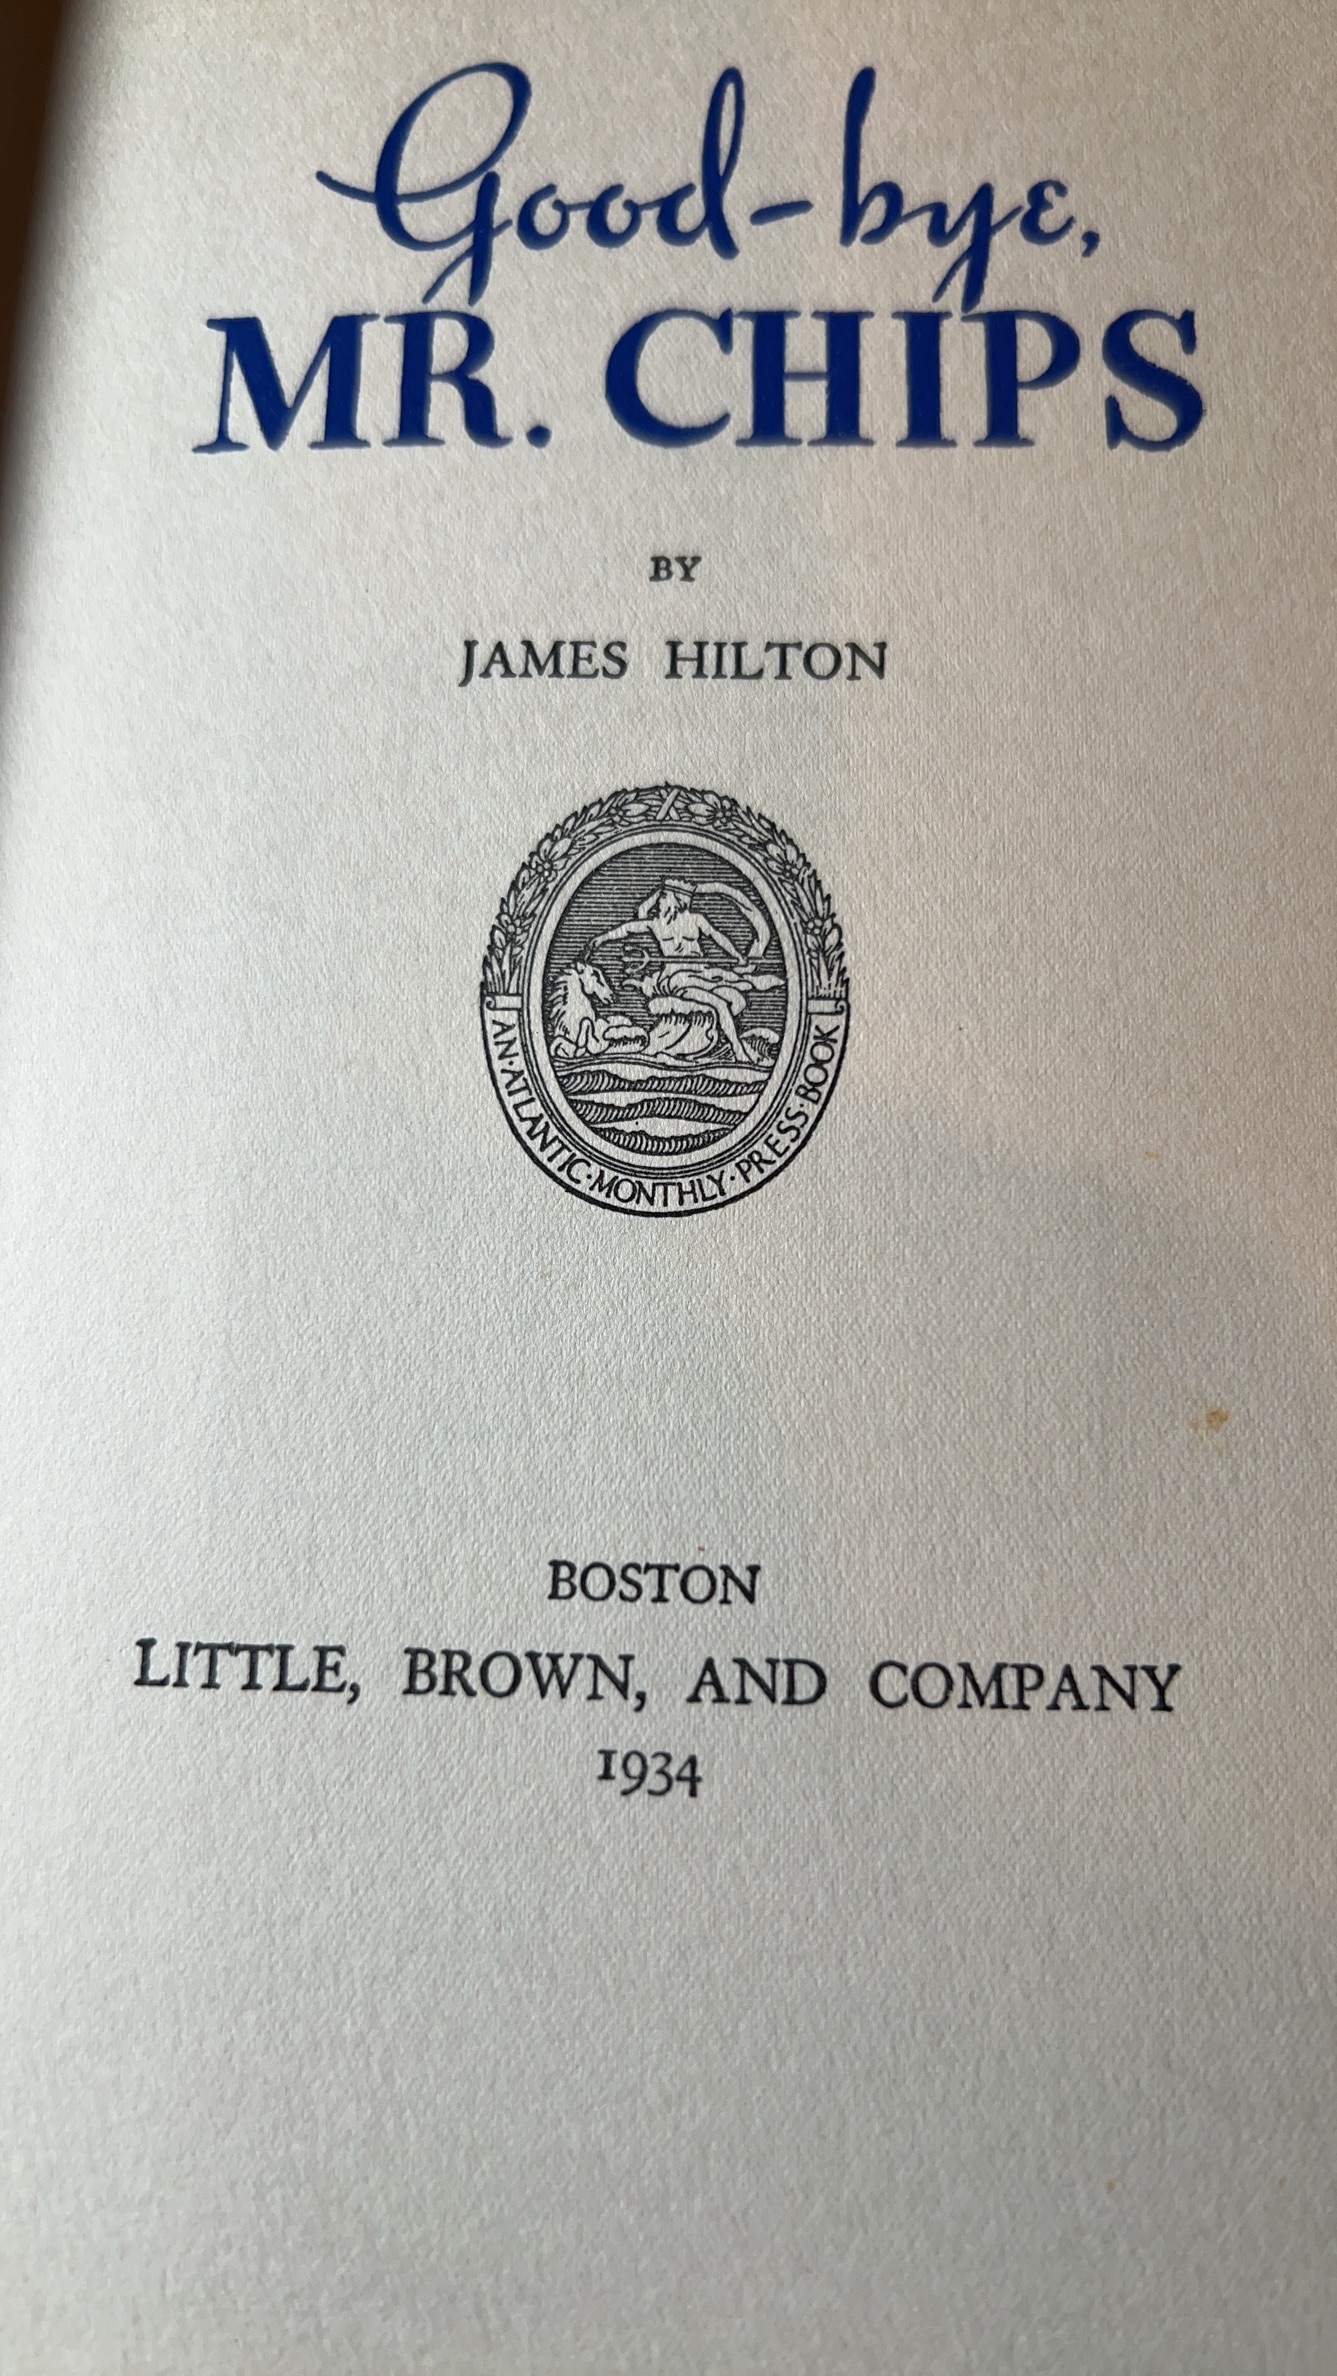 Good-bye,
MR. CHIPS
BY
JAMES HILTON
AN·ATLANTIC·MONTHLY·PRESS·BOOK
BOSTON
LITTLE, BROWN, AND COMPANY
1934